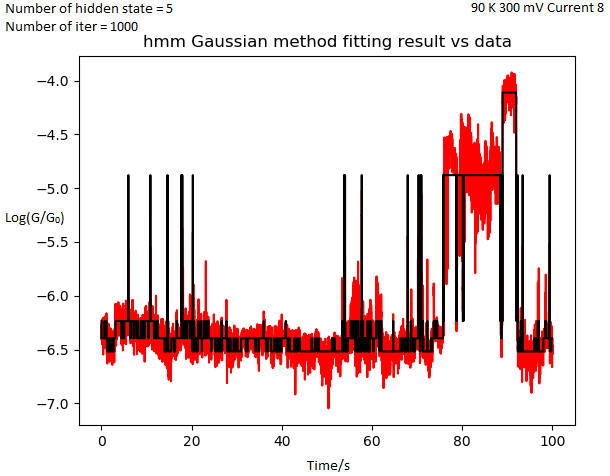 Number of hidden state = 5
90 K 300 mV Current 8
Number of iter = 1000
hmm Gaussian method fitting result vs data
−4.0
−4.5
−5.0
Log(G/G₀)
−5.5
−6.0
−6.5
−7.0
0 20 40 60 80 100
Time/s